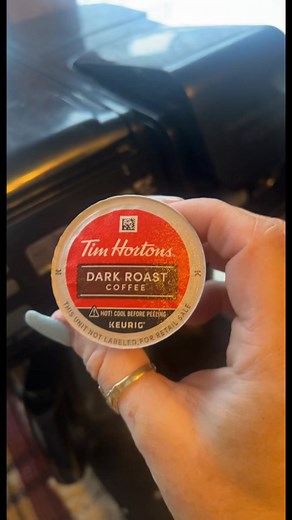 Tim Hortons.
DARK ROAST
COFFEE
K
K
HOT! COOL BEFORE PEELING
KEURIG®
THIS UNIT NOT LABELED FOR RETAIL SALE